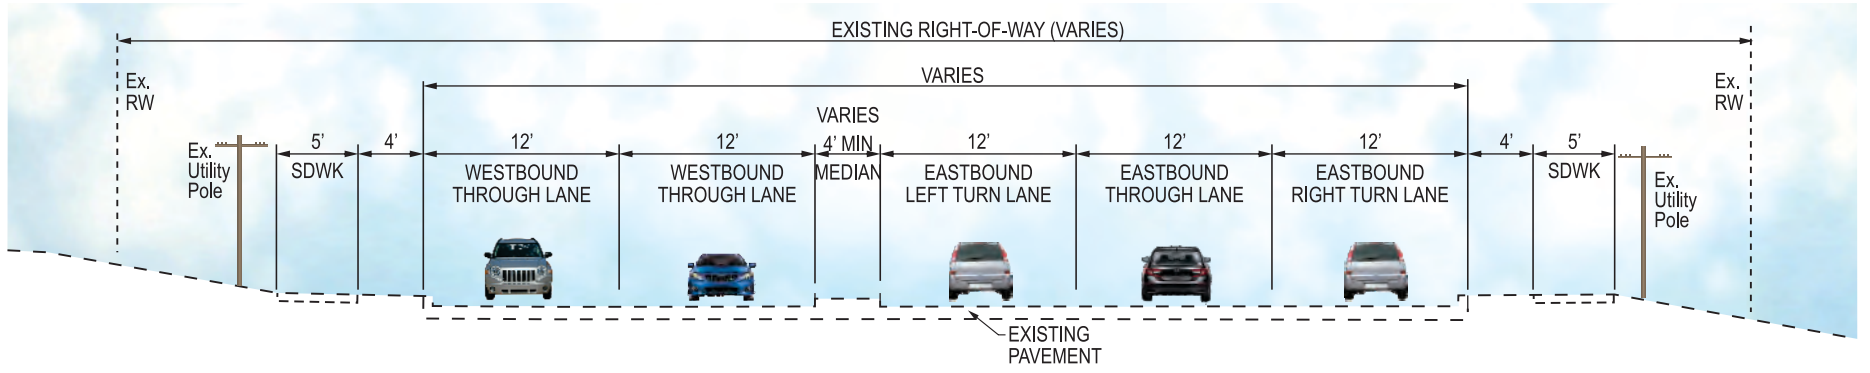 EXISTING RIGHT-OF-WAY (VARIES)
Ex.
RW
VARIES
Ex.
RW
VARIES
5’
4’
12’
12’
4’ MIN
12’
12’
12’
4’
5’
Ex.
Utility
Pole
SDWK
WESTBOUND
THROUGH LANE
WESTBOUND
THROUGH LANE
MEDIAN
EASTBOUND
LEFT TURN LANE
EASTBOUND
THROUGH LANE
EASTBOUND
RIGHT TURN LANE
SDWK
Ex.
Utility
Pole
EXISTING
PAVEMENT